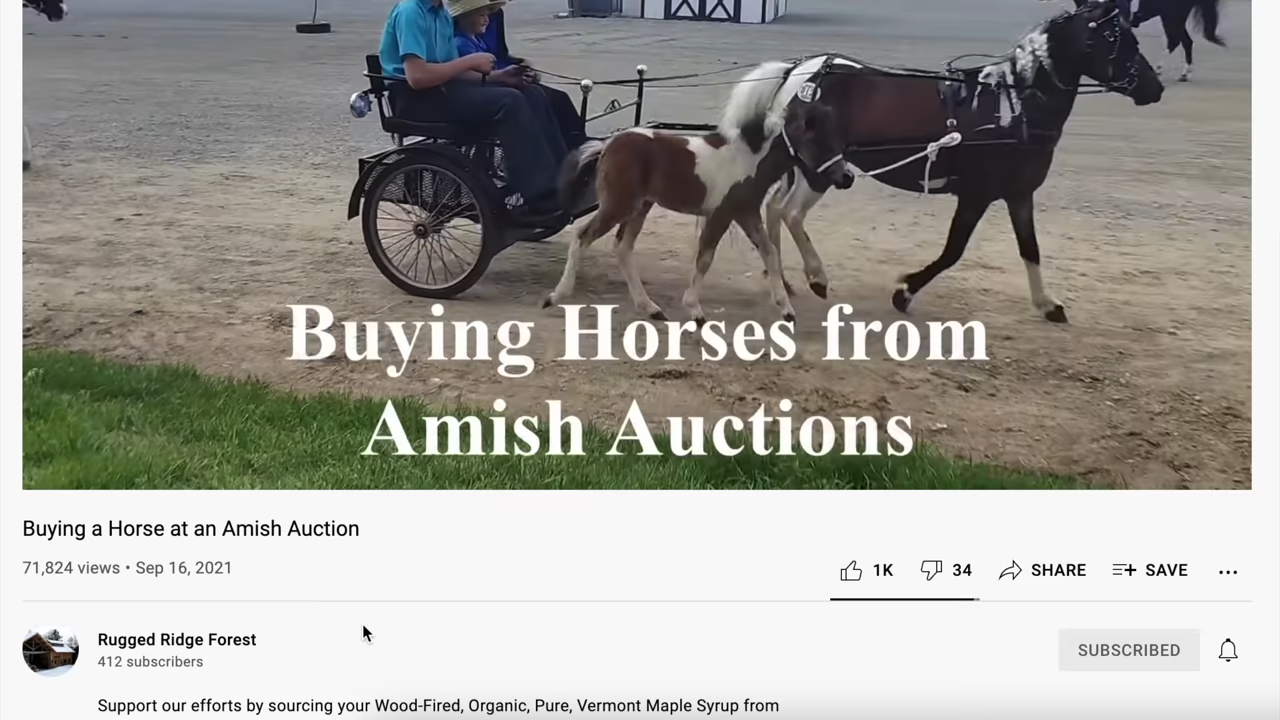 Buying Horses from
Amish Auctions
Buying a Horse at an Amish Auction
71,824 views • Sep 16, 2021
1K 34 SHARE SAVE
Rugged Ridge Forest
412 subscribers
SUBSCRIBED
Support our efforts by sourcing your Wood-Fired, Organic, Pure, Vermont Maple Syrup from